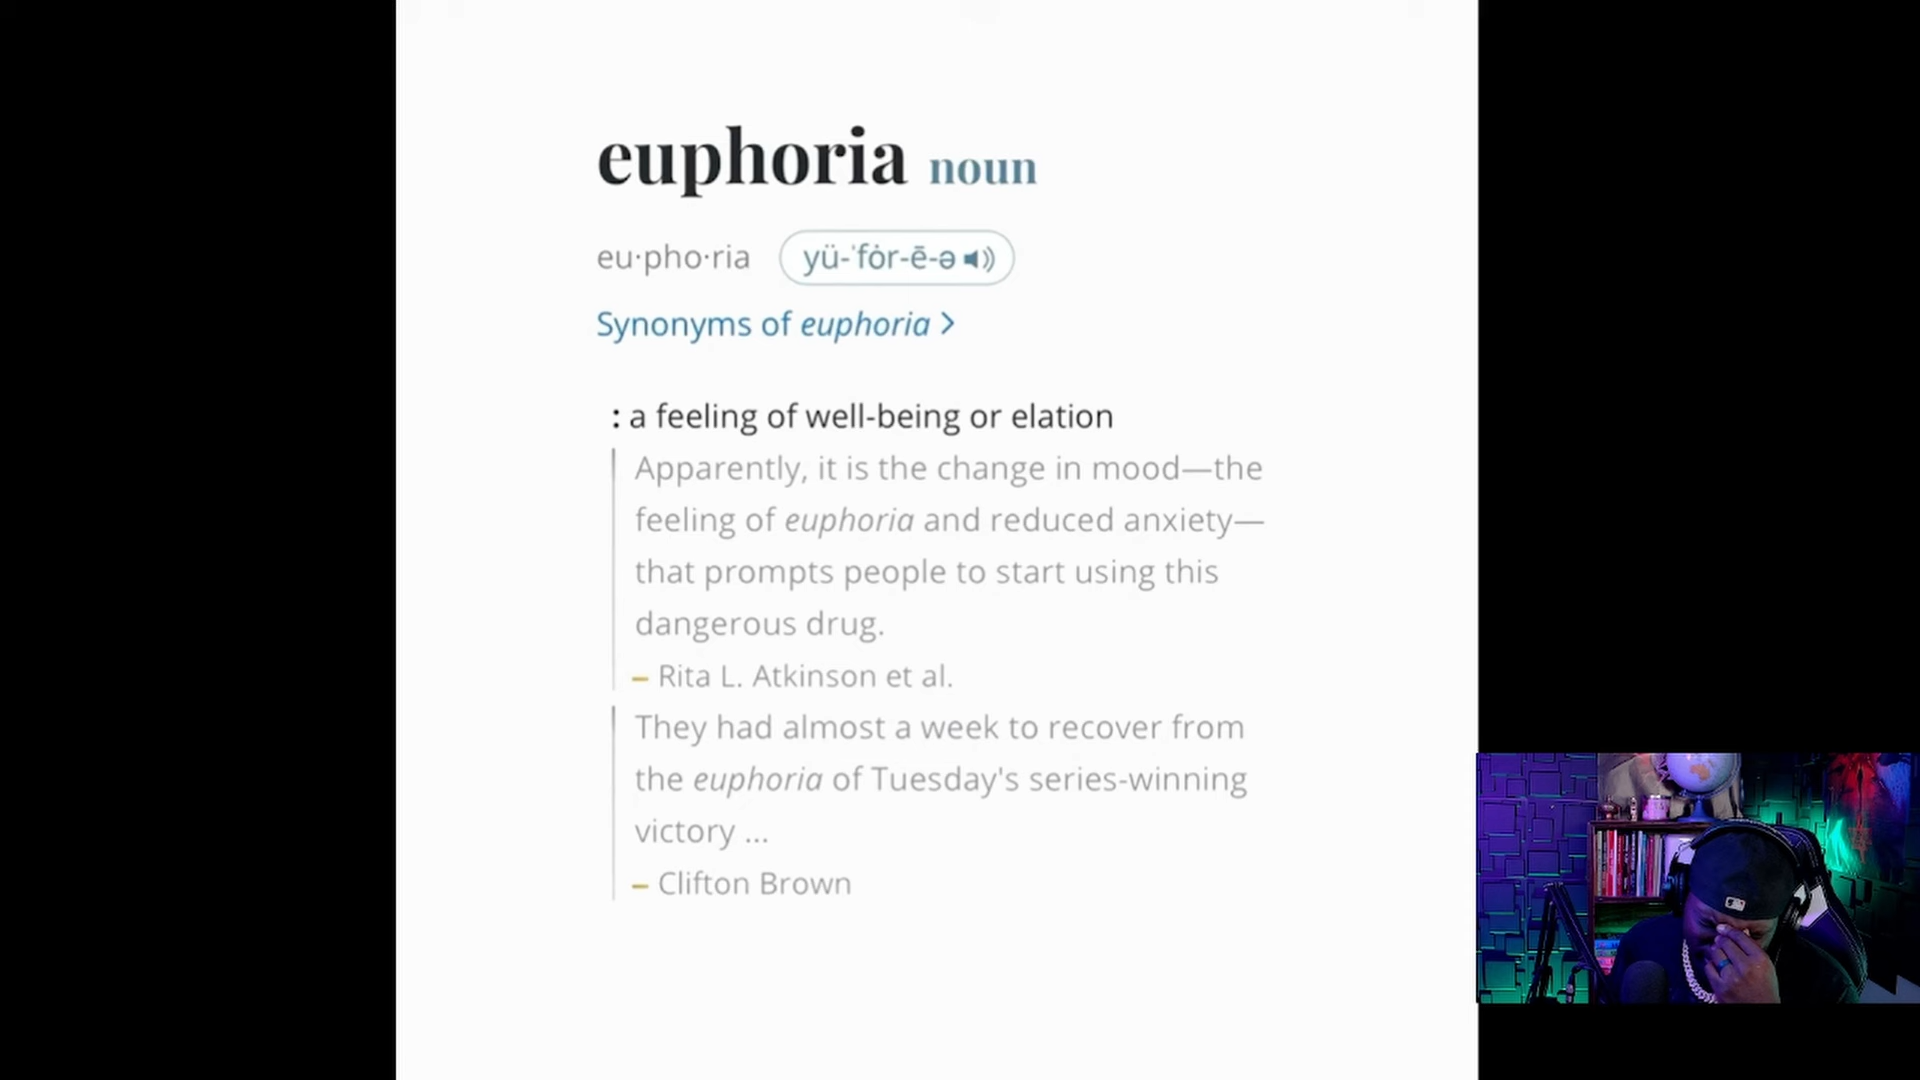 euphoria noun
eu·pho·ria yü-ˈfȯr-ē-ə
Synonyms of euphoria >
: a feeling of well-being or elation
Apparently, it is the change in mood—the
feeling of euphoria and reduced anxiety—
that prompts people to start using this
dangerous drug.
– Rita L. Atkinson et al.
They had almost a week to recover from
the euphoria of Tuesday's series-winning
victory ...
– Clifton Brown